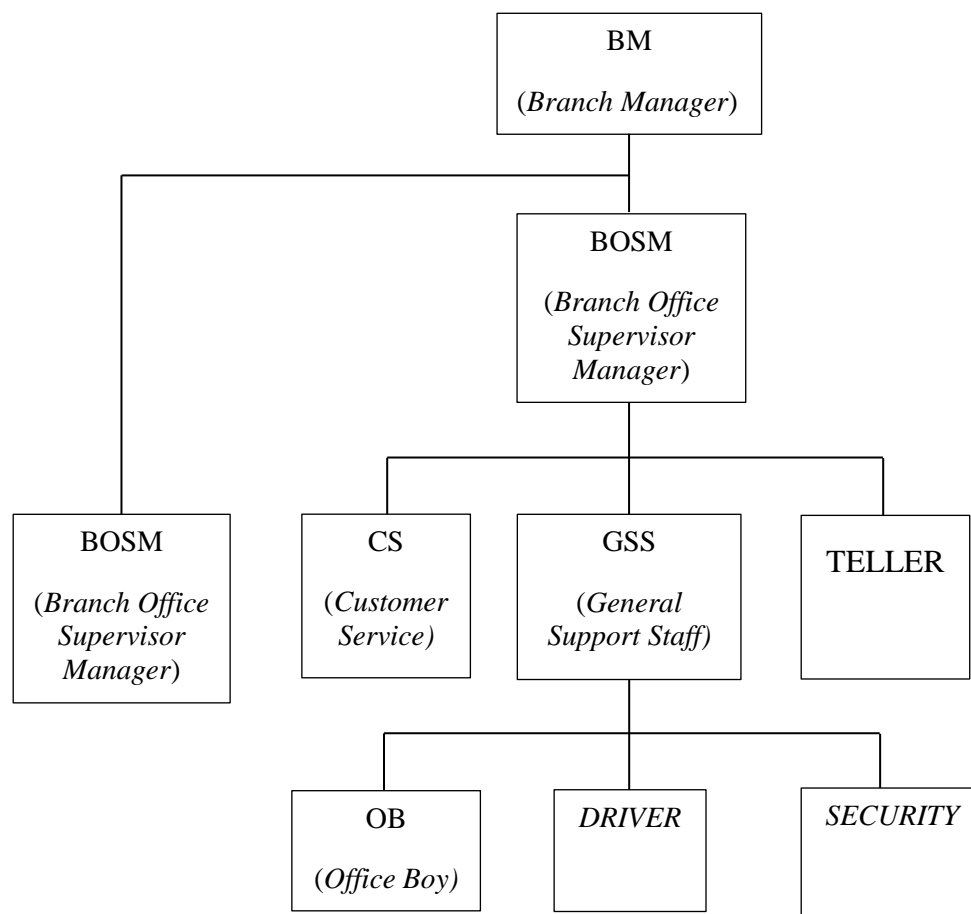 BM
(Branch Manager)
BOSM
(Branch Office
Supervisor
Manager)
BOSM
(Branch Office
Supervisor
Manager)
CS
(Customer
Service)
GSS
(General
Support Staff)
TELLER
OB
(Office Boy)
DRIVER
SECURITY